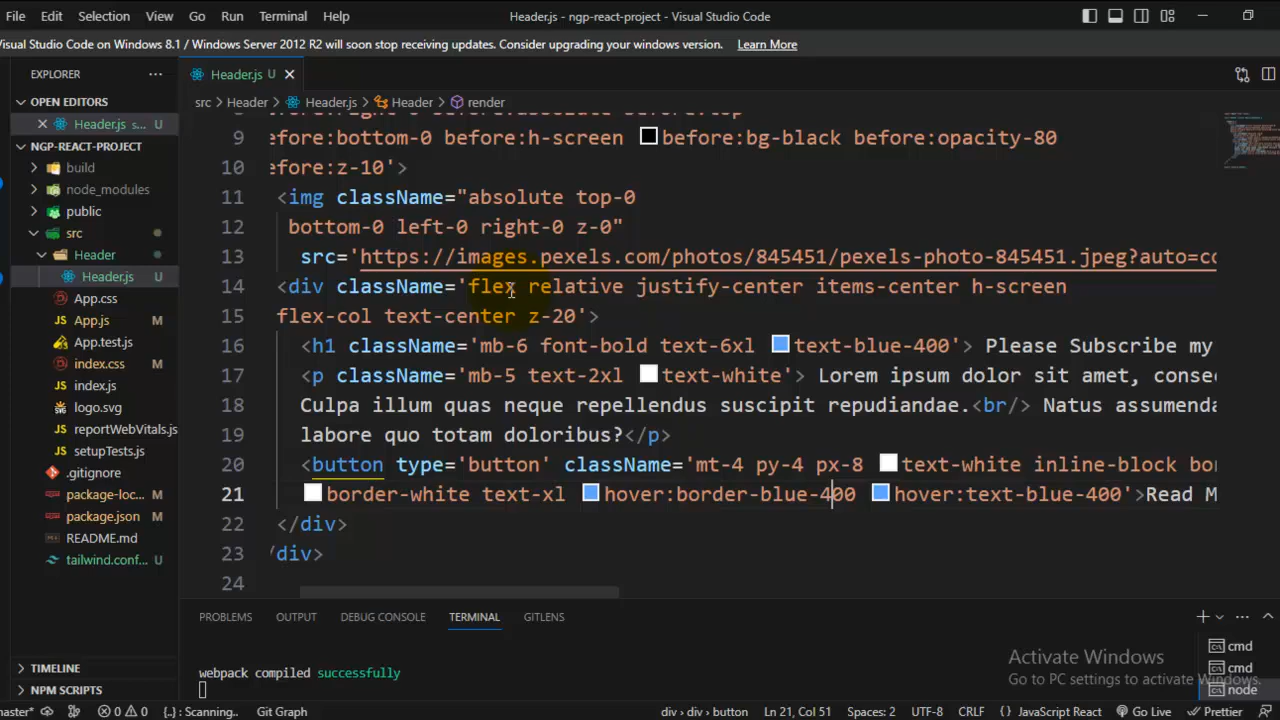 File Edit Selection View Go Run Terminal Help Header.js - ngp-react-project - Visual Studio Code
Visual Studio Code on Windows 8.1 / Windows Server 2012 R2 will soon stop receiving updates. Consider upgrading your windows version. Learn More
EXPLORER ...
OPEN EDITORS
Header.js s... U
NGP-REACT-PROJECT
build
node_modules
public
src
Header
Header.js U
App.css
App.js M
App.test.js
index.css M
index.js
logo.svg
reportWebVitals.js
setupTests.js
.gitignore
package-loc... M
package.json M
README.md
tailwind.conf... U
TIMELINE
NPM SCRIPTS
Header.js U
src > Header > Header.js > Header > render
9 efore:bottom-0 before:h-screen before:bg-black before:opacity-80
10 efore:z-10'>
11 <img className="absolute top-0
12 bottom-0 left-0 right-0 z-0"
13 src='https://images.pexels.com/photos/845451/pexels-photo-845451.jpeg?auto=co
14 <div className='flex relative justify-center items-center h-screen
15 flex-col text-center z-20'>
16 <h1 className='mb-6 font-bold text-6xl text-blue-400'> Please Subscribe my
17 <p className='mb-5 text-2xl text-white'> Lorem ipsum dolor sit amet, consec
18 Culpa illum quas neque repellendus suscipit repudiandae.<br/> Natus assumenda
19 labore quo totam doloribus?</p>
20 <button type='button' className='mt-4 py-4 px-8 text-white inline-block bor
21 border-white text-xl hover:border-blue-400 hover:text-blue-400'>Read M
22 </div>
23 /div>
24
PROBLEMS OUTPUT DEBUG CONSOLE TERMINAL GITLENS
webpack compiled successfully
cmd
cmd
node
Activate Windows
Go to PC settings to activate Windows.
master* 0 0 {..} : Scanning.. Git Graph div › div › button Ln 21, Col 51 Spaces: 2 UTF-8 CRLF {} JavaScript React Go Live Prettier